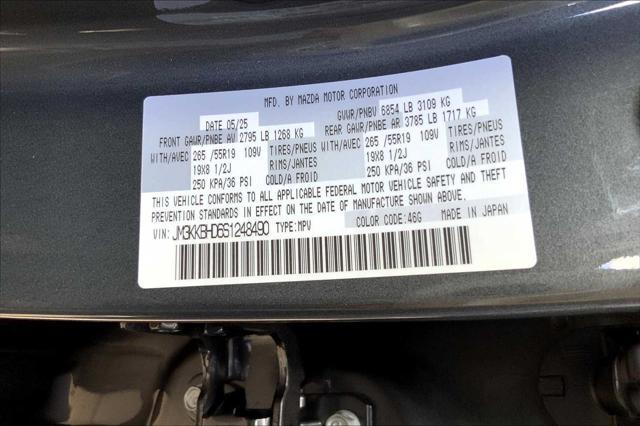 MFD. BY MAZDA MOTOR CORPORATION
DATE 05/25 GVWR/PNBV 6854 LB 3109 KG
FRONT GAWR/PNBE AV 2795 LB 1268 KG REAR GAWR/PNBE AR 3785 LB 1717 KG
WITH/AVEC 265 /55R19 109V TIRES/PNEUS WITH/AVEC 265 /55R19 109V TIRES/PNEUS
19X8 1/2J RIMS/JANTES 19X8 1/2J RIMS/JANTES
250 KPA/36 PSI COLD/A FROID 250 KPA/36 PSI COLD/A FROID
THIS VEHICLE CONFORMS TO ALL APPLICABLE FEDERAL MOTOR VEHICLE SAFETY AND THEFT
PREVENTION STANDARDS IN EFFECT ON THE DATE OF MANUFACTURE SHOWN ABOVE.
VIN: JM3KKBHD6S1248490 TYPE:MPV COLOR CODE:46G MADE IN JAPAN